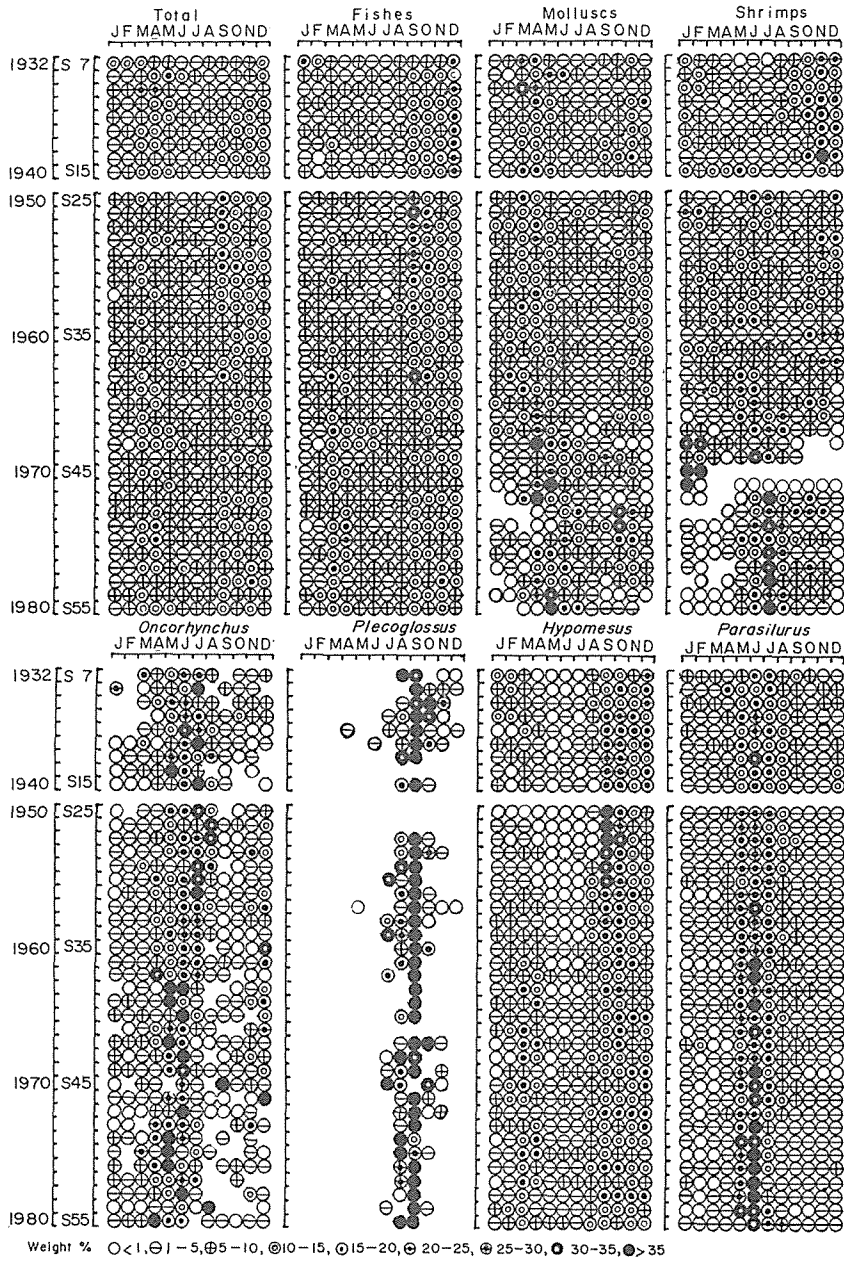 Total Fishes Molluscs Shrimps
JFMAMJJASOND JFMAMJJASOND JFMAMJJASOND JFMAMJJASOND
1932 S 7
1940 S15
1950 S25
1960 S35
1970 S45
1980 S55
Oncorhynchus Plecoglossus Hypomesus Parasilurus
JFMAMJJASOND JFMAMJJASOND JFMAMJJASOND JFMAMJJASOND
1932 S 7
1940 S15
1950 S25
1960 S35
1970 S45
1980 S55
Weight % <1, 1-5, 5-10, 10-15, 15-20, 20-25, 25-30, 30-35, >35